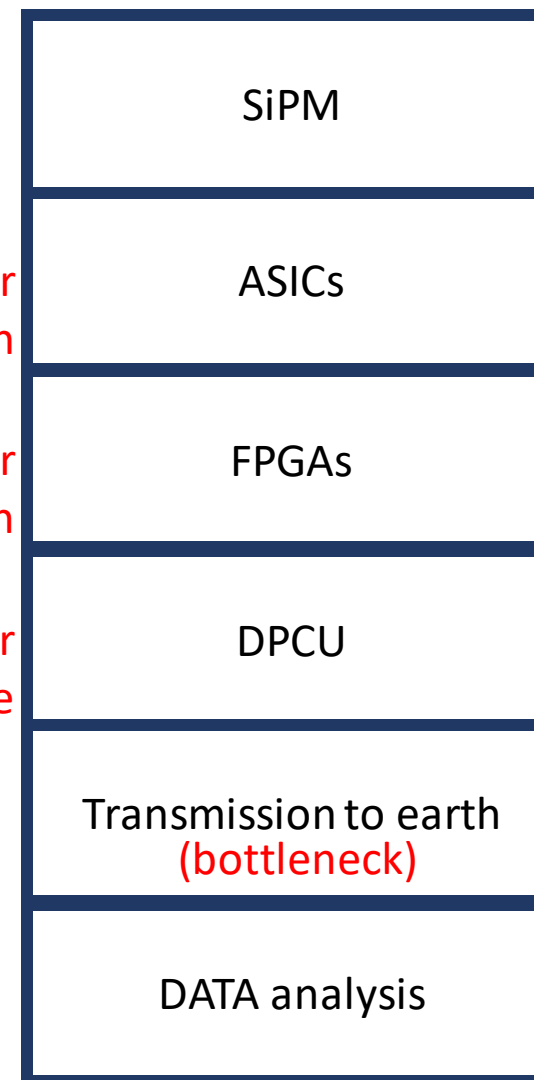 SiPM
ASICs
FPGAs
DPCU
Transmission to earth
(bottleneck)
DATA analysis